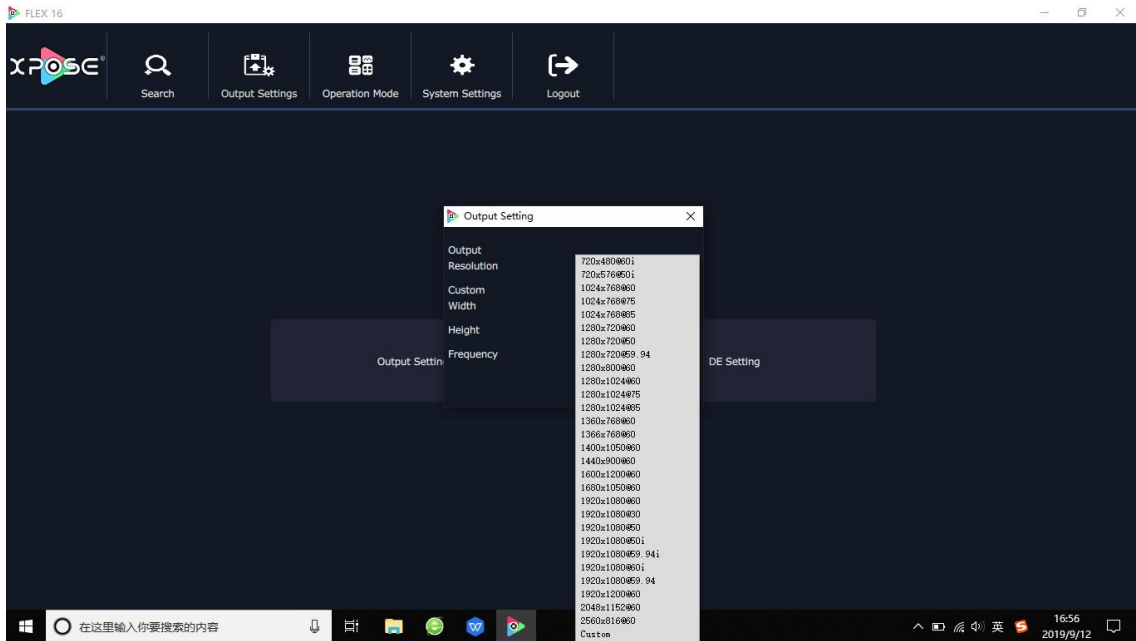 FLEX 16
XPOSE®
Search
Output Settings
Operation Mode
System Settings
Logout
Output Setting
Output
Resolution
Custom
Width
Height
Frequency
Output Settin
DE Setting
720x480@60i
720x576@50i
1024x768@60
1024x768@75
1024x768@85
1280x720@60
1280x720@50
1280x720@59.94
1280x800@60
1280x1024@60
1280x1024@75
1280x1024@85
1360x768@60
1366x768@60
1400x1050@60
1440x900@60
1600x1200@60
1680x1050@60
1920x1080@60
1920x1080@30
1920x1080@50
1920x1080@50i
1920x1080@59.94i
1920x1080@60i
1920x1080@59.94
1920x1200@60
2048x1152@60
2560x816@60
Custom
在这里输入你要搜索的内容
英
16:56
2019/9/12